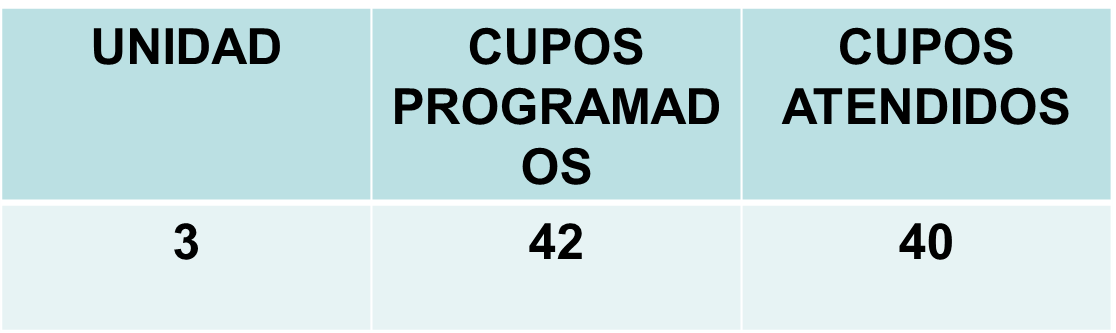 UNIDAD
CUPOS
PROGRAMAD
OS
CUPOS
ATENDIDOS
3
42
40